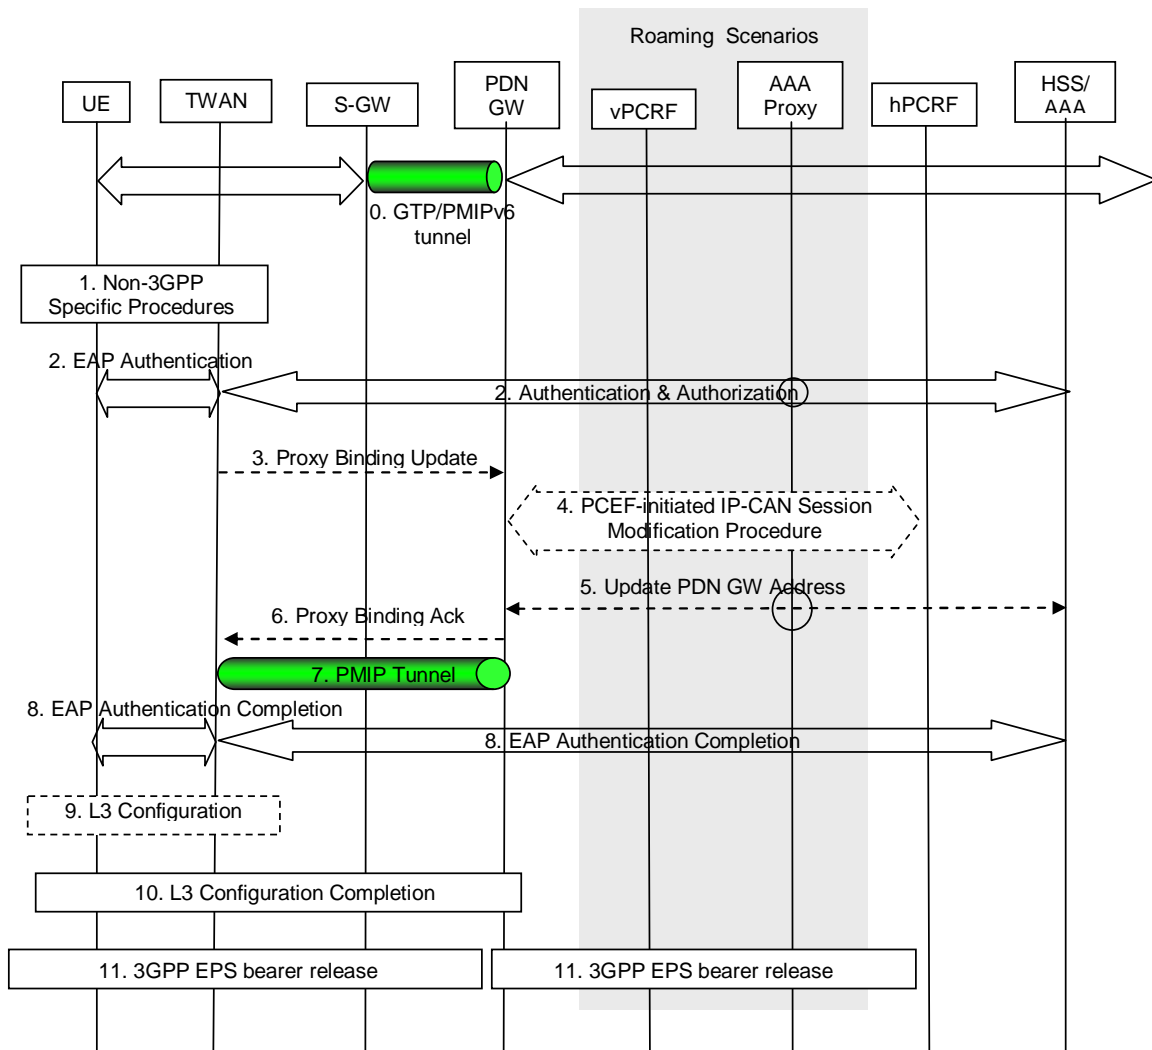 Roaming Scenarios
UE
TWAN
S-GW
PDN
GW
vPCRF
AAA
Proxy
hPCRF
HSS/
AAA
0. GTP/PMIPv6
tunnel
1. Non-3GPP
Specific Procedures
2. EAP Authentication
2. Authentication & Authorization
3. Proxy Binding Update
4. PCEF-initiated IP-CAN Session
Modification Procedure
5. Update PDN GW Address
6. Proxy Binding Ack
7. PMIP Tunnel
8. EAP Authentication Completion
8. EAP Authentication Completion
9. L3 Configuration
10. L3 Configuration Completion
11. 3GPP EPS bearer release
11. 3GPP EPS bearer release